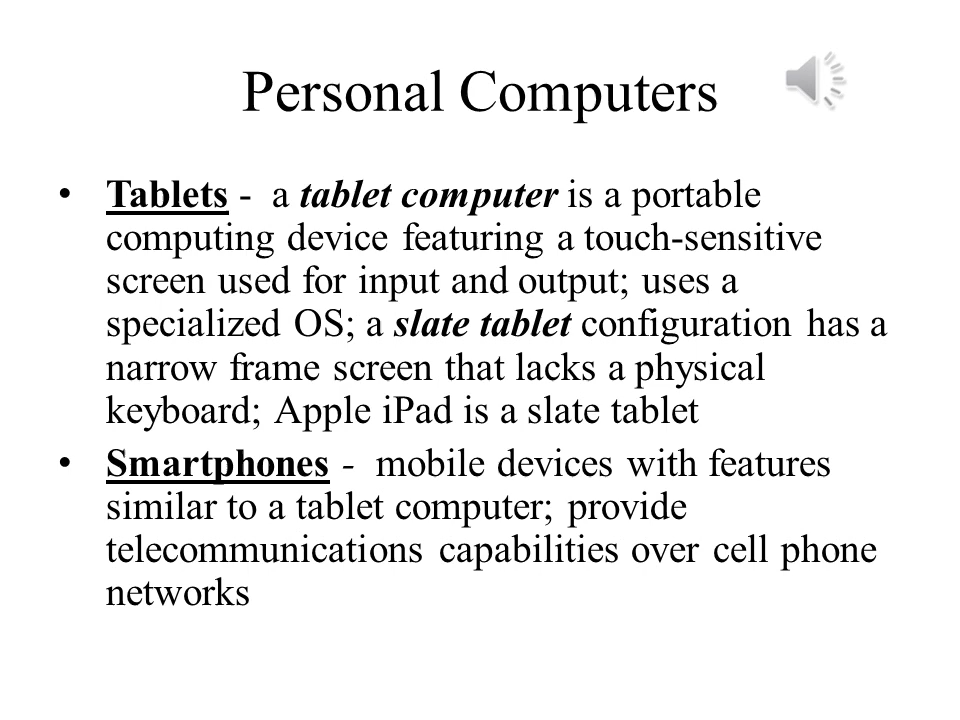 Personal Computers
• Tablets - a tablet computer is a portable
computing device featuring a touch-sensitive
screen used for input and output; uses a
specialized OS; a slate tablet configuration has a
narrow frame screen that lacks a physical
keyboard; Apple iPad is a slate tablet
• Smartphones - mobile devices with features
similar to a tablet computer; provide
telecommunications capabilities over cell phone
networks